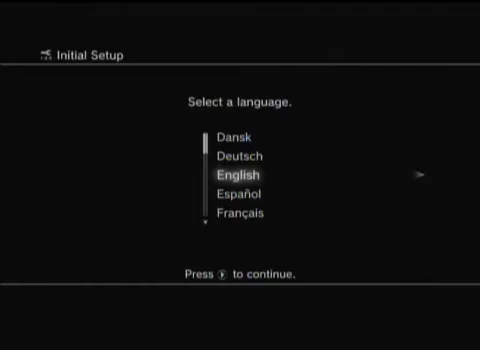 Initial Setup
Select a language.
Dansk
Deutsch
English
Español
Français
Press to continue.